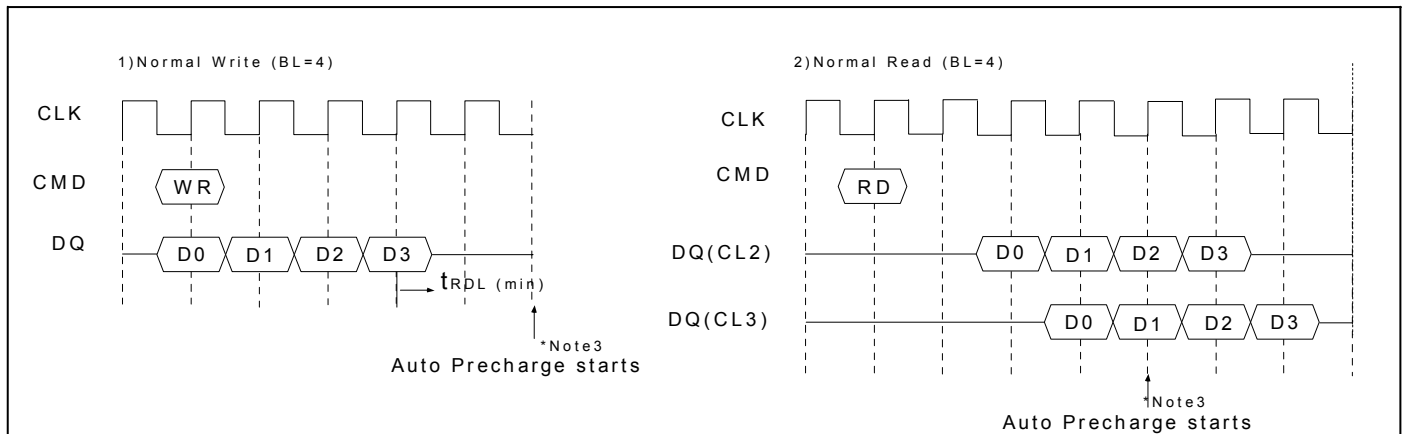 1)Normal Write (BL=4)
CLK
CMD
WR
DQ
D0 D1 D2 D3
tRDL (min)
*Note3
Auto Precharge starts
2)Normal Read (BL=4)
CLK
CMD
RD
DQ(CL2)
D0 D1 D2 D3
DQ(CL3)
D0 D1 D2 D3
*Note3
Auto Precharge starts